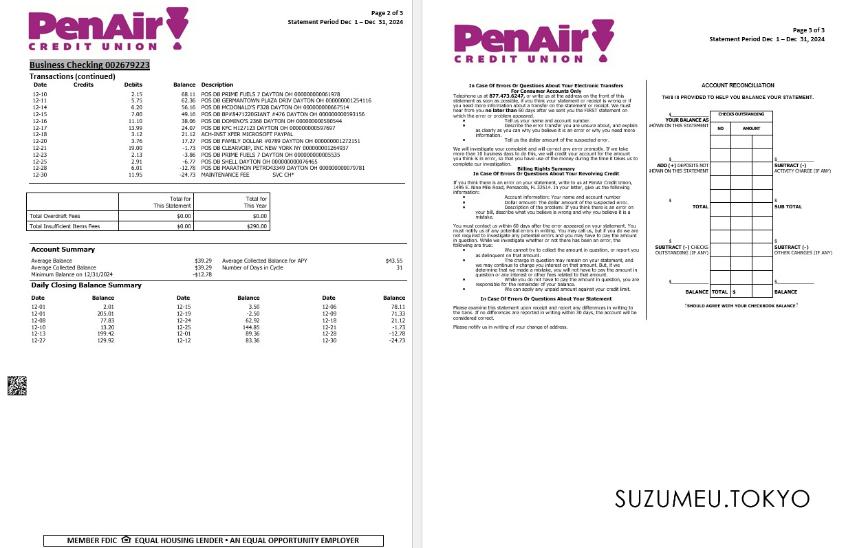 PenAir
CREDIT UNION
Page 2 of 3
Statement Period Dec 1 – Dec 31, 2024
Business Checking 002679223
Transactions (continued)
Date Credits Debits Balance Description
12-10 2.15 68.11 POS DB PRIME FUELS 7 DAYTON OH
12-11 5.75 62.36 POS DB GERMANTOWN PLAZA DRIV DAYTON OH
12-14 6.20 56.16 POS DB MCDONALD'S F320 DAYTON OH
12-15 7.00 49.16
12-16 11.10 38.06 POS DB DOMINO'S 2368 DAYTON OH
12-17 13.99 24.07 POS DB KFC
12-18 3.12 21.12 ACH-INST XFER MICROSOFT PAYPAL
12-20 3.76 17.27 POS DB FAMILY DOLLAR #0789 DAYTON OH
12-21 19.00 -1.73 POS DB CLEARVOIP, INC NEW YORK NY
12-23 2.13 -3.86 POS DB PRIME FUELS 7 DAYTON OH
12-25 2.91 -6.77 POS DB SHELL DAYTON OH
12-28 6.01 -12.78 POS DB MARATHON DAYTON OH
12-30 11.95 -24.73 MAINTENANCE FEE SVC CH*
Total for
This Statement
Total for
This Year
Total Overdraft Fees $0.00 $0.00
Total Insufficient Items Fees $0.00 $290.00
Account Summary
Average Balance $39.29 Average Collected Balance for APY $43.55
Average Collected Balance $39.29 Number of Days in Cycle 31
Minimum Balance on 12/31/2024 -12.78
Daily Closing Balance Summary
Date Balance Date Balance Date Balance
12-01 2.01 12-15 3.50 12-06 78.11
12-01 205.01 12-19 -2.50 12-09 71.33
12-08 77.83 12-24 62.92 12-18 21.12
12-10 13.20 12-25 144.85 12-21 -1.73
12-13 199.42 12-01 89.36 12-28 -12.78
12-27 129.92 12-12 83.36 12-30 -24.73
MEMBER FDIC EQUAL HOUSING LENDER • AN EQUAL OPPORTUNITY EMPLOYER
PenAir
CREDIT UNION
Page 3 of 3
Statement Period Dec 1 – Dec 31, 2024
In Case of Errors Or Questions About Your Electronic Transfers
For Consumer Accounts Only
Telephone us at 877.473.6247, or write us at the address on the front of this
statement as soon as possible, if you think your statement or receipt is wrong or if
you need more information about a transfer on the statement or receipt. We must
hear from you no later than 60 days after we sent you the FIRST statement on
which the error or problem appeared.
• Tell us your name and account number
• Describe the error transfer you are unsure about, and explain
as clearly as you can why you believe it is an error or why you need more
information.
• Tell us the dollar amount of the suspected error.
We will investigate your complaint and will correct any error promptly. If we take
more than 10 business days to do this, we will credit your account for the amount
you think is in error, so that you have use of the money during the time it takes us to
complete our investigation.
Billing Rights Summary
In Case Of Errors Or Questions About Your Revolving Credit
If you think there is an error on your statement, write to us at PenAir Credit Union,
1495 E. Nine Mile Road, Pensacola, FL 32514. In your letter, give us the following
information:
• Account information: Your name and account number
• Dollar amount: The dollar amount of the suspected error.
• Description of the problem: If you think there is an error on
your bill, describe what you believe is wrong and why you believe it is a
mistake.
You must contact us within 60 days after the error appeared on your statement. You
must notify us of any potential errors in writing. You may call us, but if you do we are
not required to investigate any potential errors and you may have to pay the amount
in question. While we investigate whether or not there has been an error, the
following are true:
• We cannot try to collect the amount in question, or report you
as delinquent on that amount.
• The charge in question may remain on your statement, and
we may continue to charge you interest on that amount. But, if we
determine that we made a mistake, you will not have to pay the amount in
question or any interest or other fees related to that amount.
• While you do not have to pay the amount in question, you are
responsible for the remainder of your balance.
• We can apply any unpaid amount against your credit limit.
In Case Of Errors Or Questions About Your Statement
Please examine this statement upon receipt and report any differences in writing to
the bank. If no differences are reported in writing within 30 days, the account will be
considered correct.
Please notify us in writing of your change of address.
ACCOUNT RECONCILIATION
THIS IS PROVIDED TO HELP YOU BALANCE YOUR STATEMENT.
CHECKS OUTSTANDING
NO AMOUNT
$
YOUR BALANCE AS
SHOWN ON THIS STATEMENT
$
ADD (+) DEPOSITS NOT
SHOWN ON THIS STATEMENT
$
SUBTRACT (-)
ACTIVITY CHARGE (IF ANY)
$
TOTAL
$
SUB TOTAL
$
SUBTRACT (-) CHECKS
OUTSTANDING (IF ANY)
$
SUBTRACT (-)
OTHER CHARGES (IF ANY)
$
BALANCE TOTAL $
$
BALANCE
*SHOULD AGREE WITH YOUR CHECKBOOK BALANCE*
SUZUMEU.TOKYO